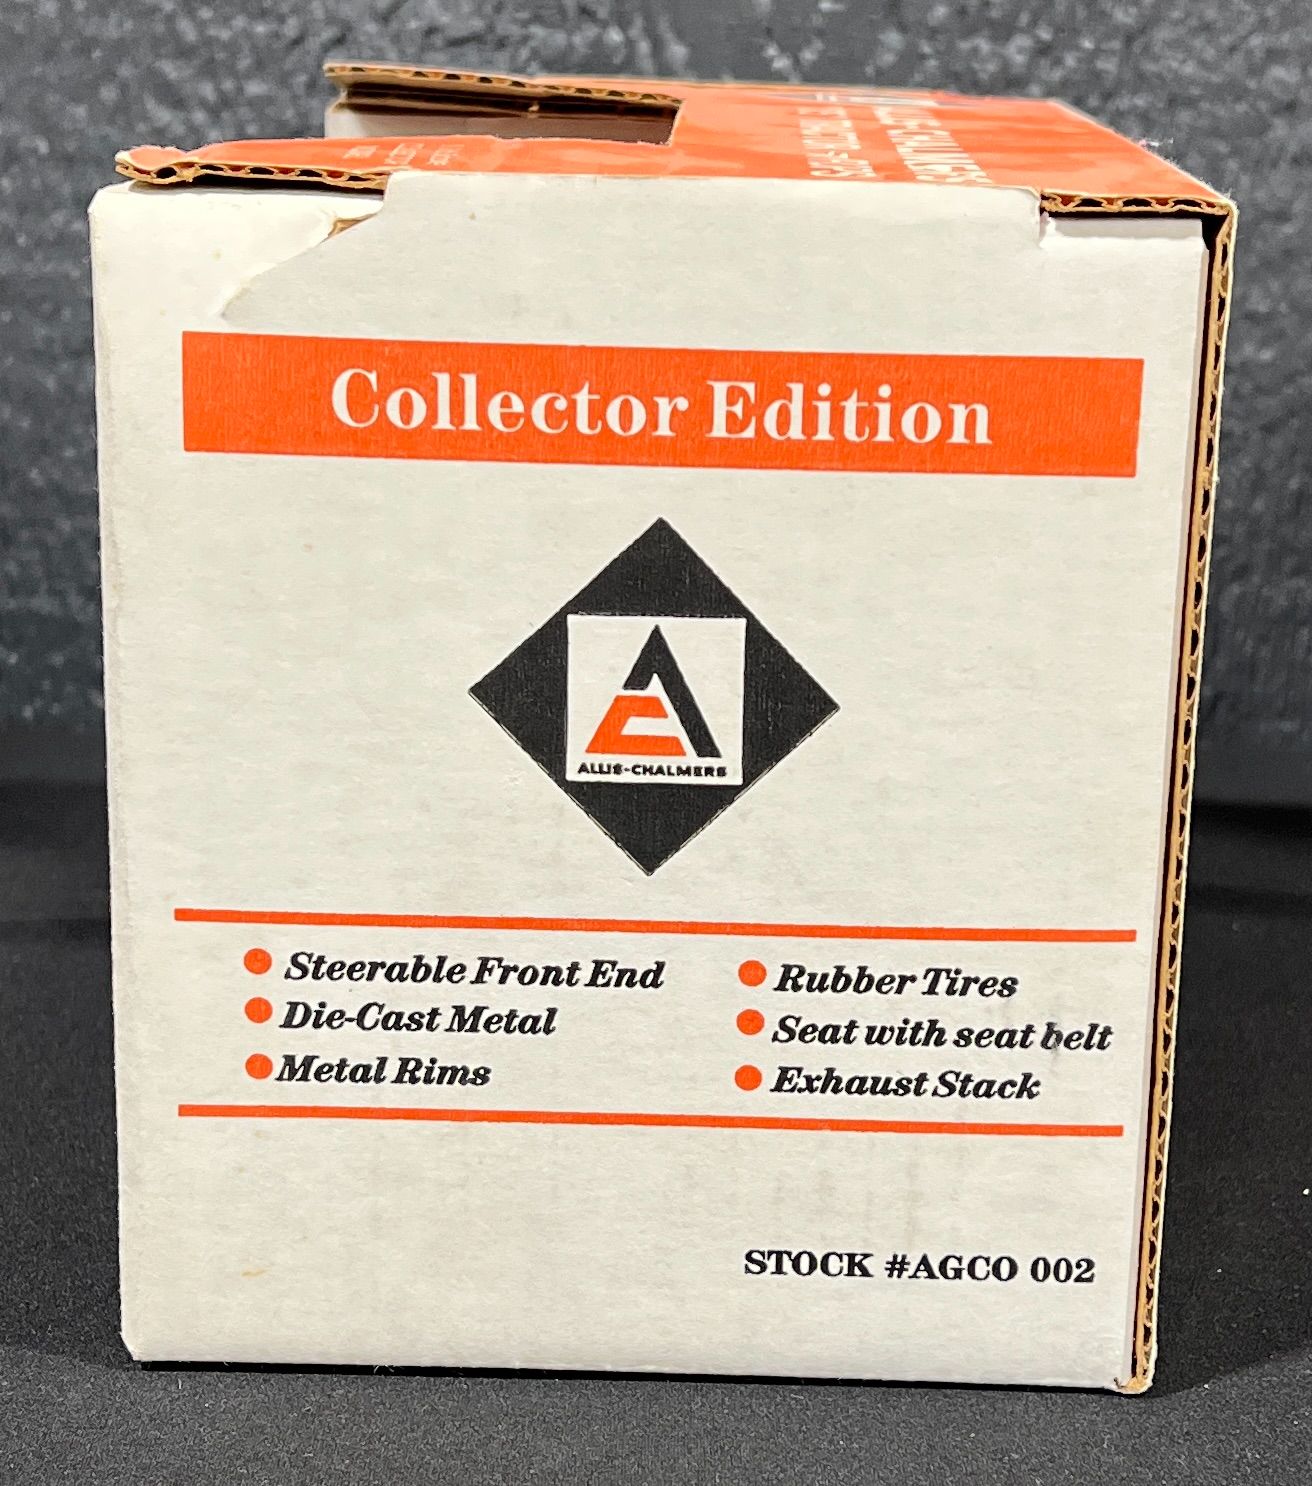 Collector Edition
ALLIS-CHALMERS
Steerable Front End
Die-Cast Metal
Metal Rims
Rubber Tires
Seat with seat belt
Exhaust Stack
STOCK #AGCO 002